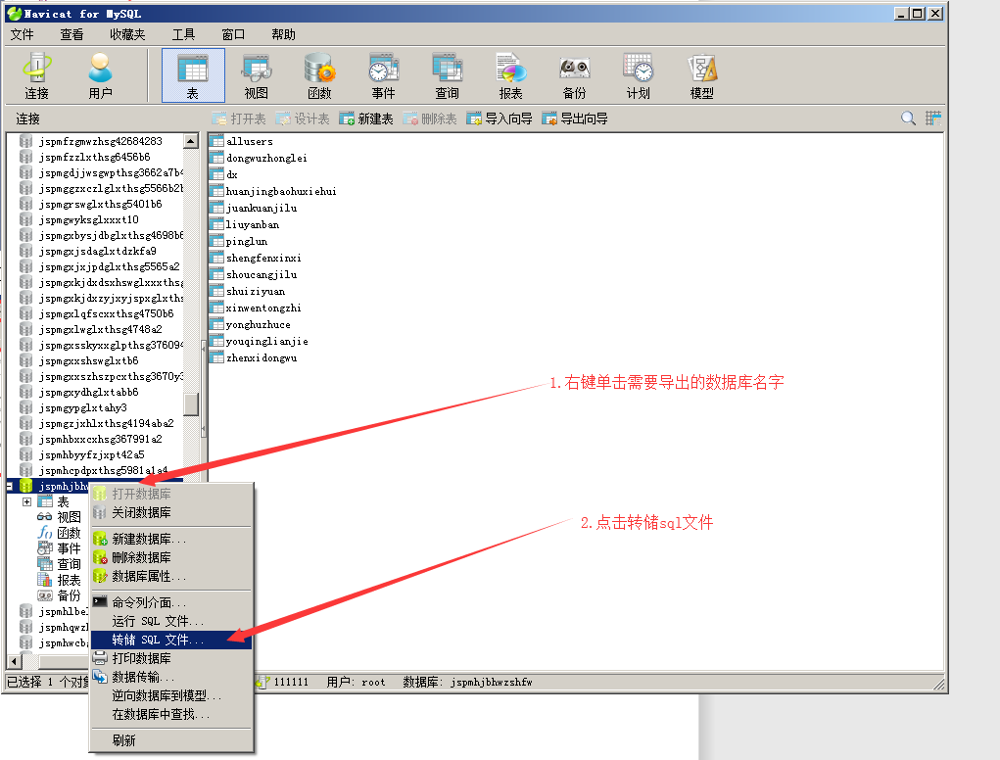 Navicat for MySQL
文件 查看 收藏夹 工具 窗口 帮助
连接 用户 表 视图 函数 事件 查询 报表 备份 计划 模型
连接 打开表 设计表 新建表 删除表 导入向导 导出向导
jspmfzgmwzhsg42684283
jspmfzzlxthsg6456b6
jspmgdjjwsgwpthsg3662a7b4
jspmggzxczlglxthsg5566b2b
jspmgrswglxthsg5401b6
jspmgwyksglxxxt10
jspmgxbysjdbglxthsg4698b6
jspmgxjsdaglxtdzkfa9
jspmgxjxjpdglxthsg5565a2
jspmgxkjdxdsxhswglxxxthsg
jspmgxkjdxzyjxyjspxglxths
jspmgxlqfscxxthsg4750b6
jspmgxlwglxthsg4748a2
jspmgxsskyxxglpthsg376094
jspmgxxshswglxtb6
jspmgxxszhszpcxthsg3670y3
jspmgxydhglxtabb6
jspmgypglxtahy3
jspmgzjxhlxthsg4194aba2
jspmhbxxcxhsg367991a2
jspmhbyyfzjxpt42a5
jspmhcpdpxthsg5981a1a4
jspmhjbhw
表
视图
函数
事件
查询
报表
备份
jspmhlbe
jspmhqwz
jspmhwcb
allusers
dongwuzhonglei
dx
huanjingbaohuxiehui
juankuanjilu
liuyanban
pinglun
shengfenxinxi
shoucangjilu
shuiziyuan
xinwentongzhi
yonghuzhuce
youqinglianjie
zhenxidongwu
1.右键单击需要导出的数据库名字
2.点击转储sql文件
打开数据库
关闭数据库
新建数据库...
删除数据库
数据库属性...
命令列介面...
运行 SQL 文件...
转储 SQL 文件...
打印数据库
数据传输...
逆向数据库到模型...
在数据库中查找...
刷新
已选择 1 个对象 111111 用户: root 数据库: jspmhjbhwzshfw